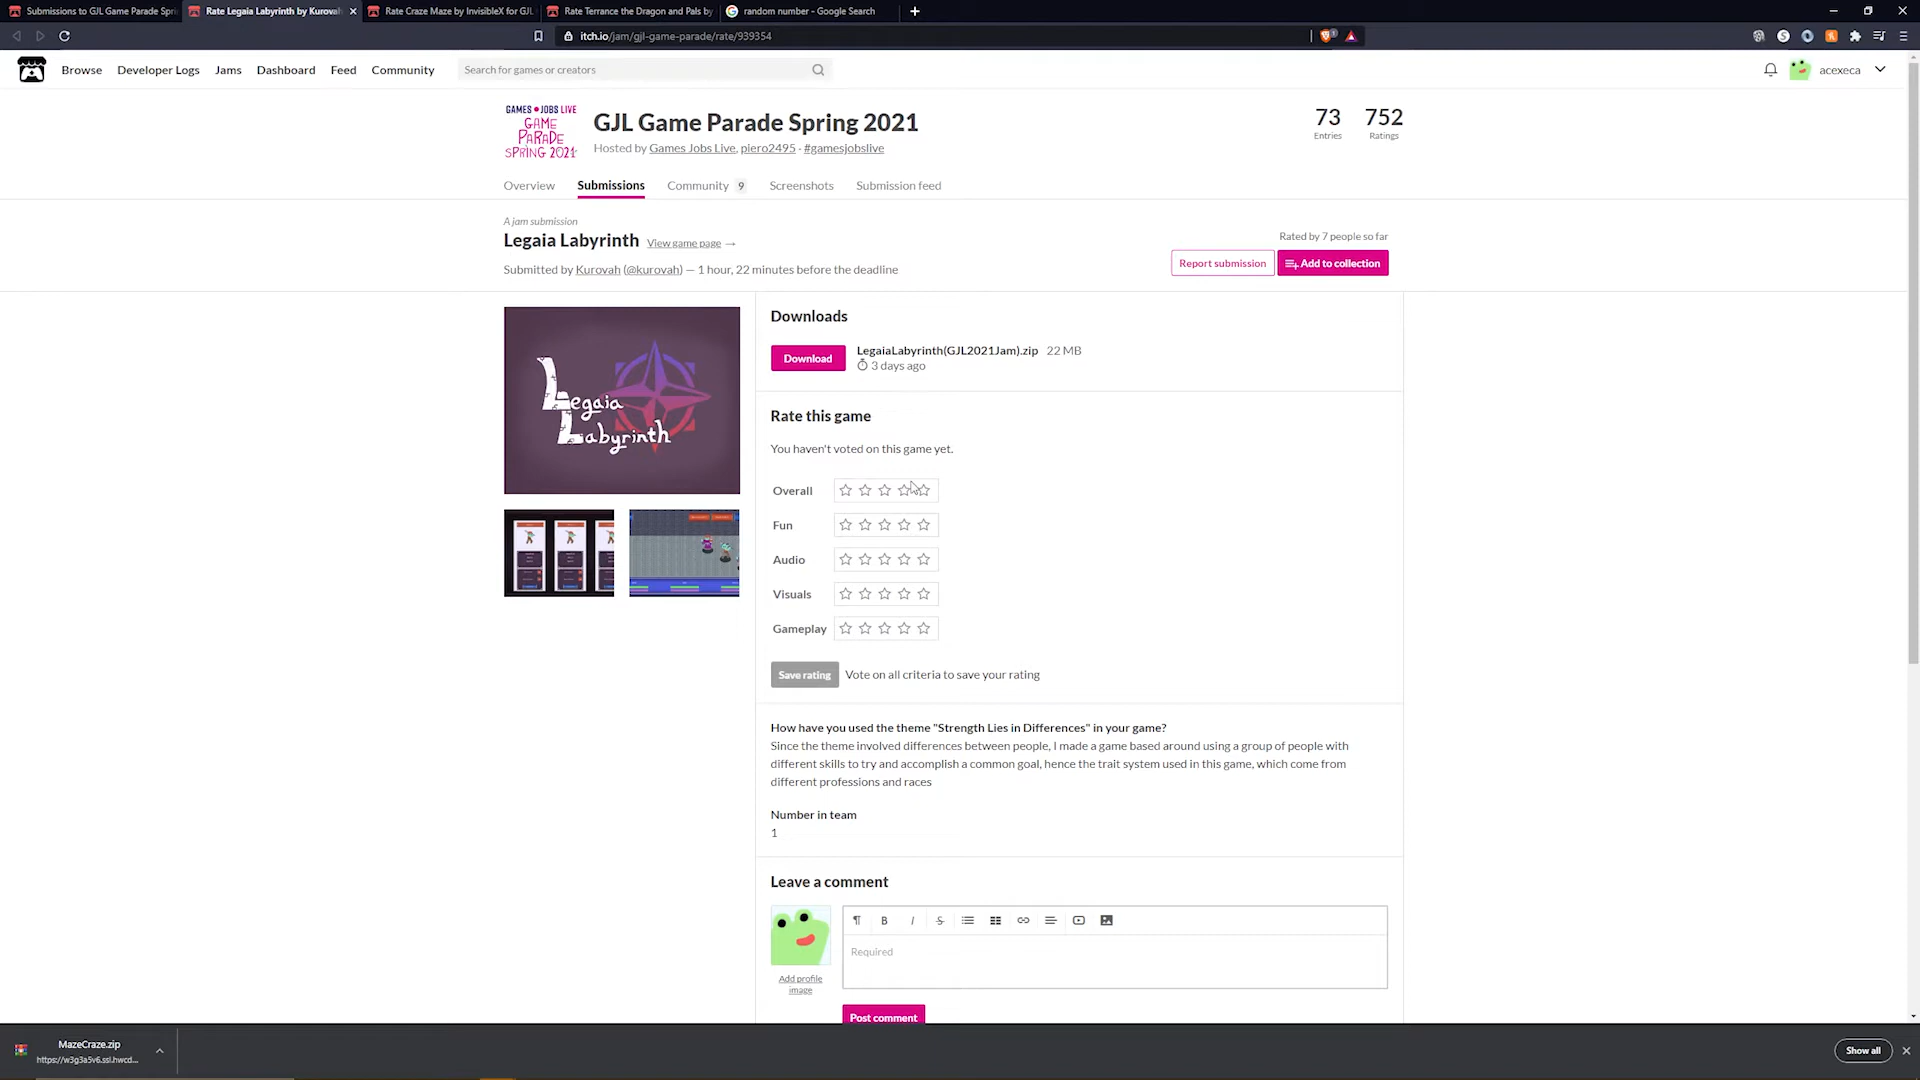 Submissions to GJL Game Parade Spri
Rate Legaia Labyrinth by Kurovah
Rate Craze Maze by InvisibleX for GJL
Rate Terrance the Dragon and Pals by
random number - Google Search
itch.io/jam/gjl-game-parade/rate/939354
Browse
Developer Logs
Jams
Dashboard
Feed
Community
Search for games or creators
acexeca
GAMES JOBS LIVE
GAME
PARADE
SPRING 2021
GJL Game Parade Spring 2021
Hosted by Games Jobs Live, piero2495 · #gamesjobslive
73
Entries
752
Ratings
Overview
Submissions
Community 9
Screenshots
Submission feed
A jam submission
Legaia Labyrinth View game page →
Submitted by Kurovah (@kurovah) — 1 hour, 22 minutes before the deadline
Rated by 7 people so far
Report submission
Add to collection
Legaia
Labyrinth
Downloads
Download
LegaiaLabyrinth(GJL2021Jam).zip 22 MB
3 days ago
Rate this game
You haven't voted on this game yet.
Overall
Fun
Audio
Visuals
Gameplay
Save rating
Vote on all criteria to save your rating
How have you used the theme "Strength Lies in Differences" in your game?
Since the theme involved differences between people, I made a game based around using a group of people with
different skills to try and accomplish a common goal, hence the trait system used in this game, which come from
different professions and races
Number in team
1
Leave a comment
Add profile
image
Required
Post comment
MazeCraze.zip
https://w3g3a5v6.ssl.hwcd...
Show all